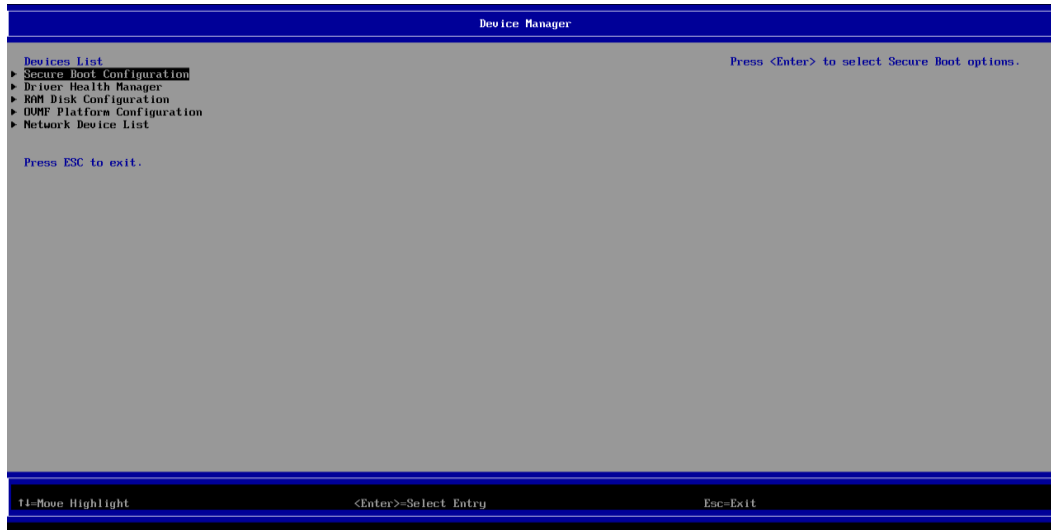 Device Manager
Devices List
Press <Enter> to select Secure Boot options.
► Secure Boot Configuration
► Driver Health Manager
► RAM Disk Configuration
► OVMF Platform Configuration
► Network Device List
Press ESC to exit.
↑↓=Move Highlight <Enter>=Select Entry Esc=Exit